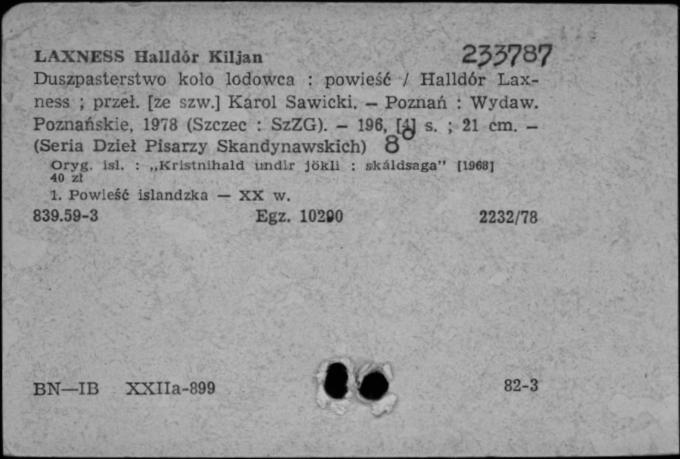 LAXNESS Halldór Kiljan 233787
Duszpasterstwo koło lodowca : powieść / Halldór Lax-
ness ; przeł. [ze szw.] Karol Sawicki. — Poznań : Wydaw.
Poznańskie, 1978 (Szczec : SzZG). — 196, [4] s. ; 21 cm. —
(Seria Dzieł Pisarzy Skandynawskich) 8°
Oryg. isl. : „Kristnihald undir jökli : skáldsaga" [1968]
40 zł
1. Powieść islandzka — XX w.
839.59-3 Egz. 10290 2232/78
BN—IB XXIIa-899 82-3